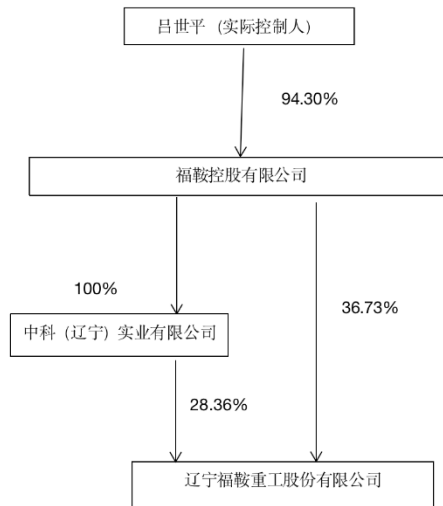 吕世平（实际控制人）
94.30%
福鞍控股有限公司
100%
36.73%
中科（辽宁）实业有限公司
28.36%
辽宁福鞍重工股份有限公司